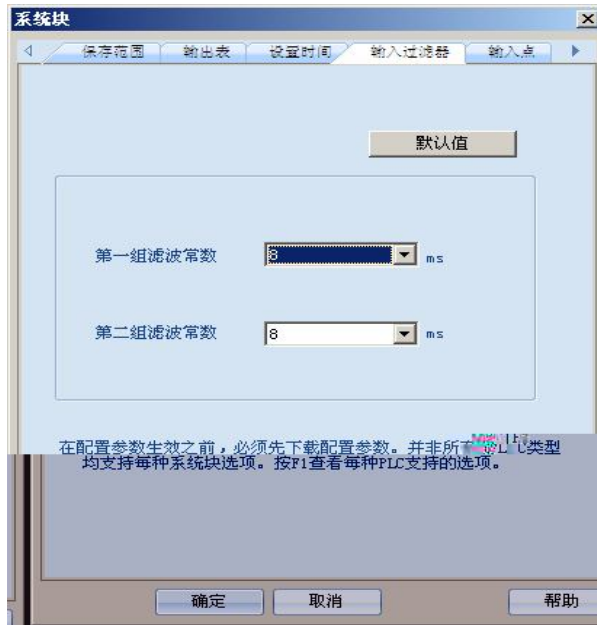 系统块
保存范围 输出表 设置时间 输入过滤器 输入点
默认值
第一组滤波常数 8 ms
第二组滤波常数 8 ms
在配置参数生效之前，必须先下载配置参数。并非所有 类型
均支持每种系统块选项。按F1查看每种PLC支持的选项。
确定 取消 帮助